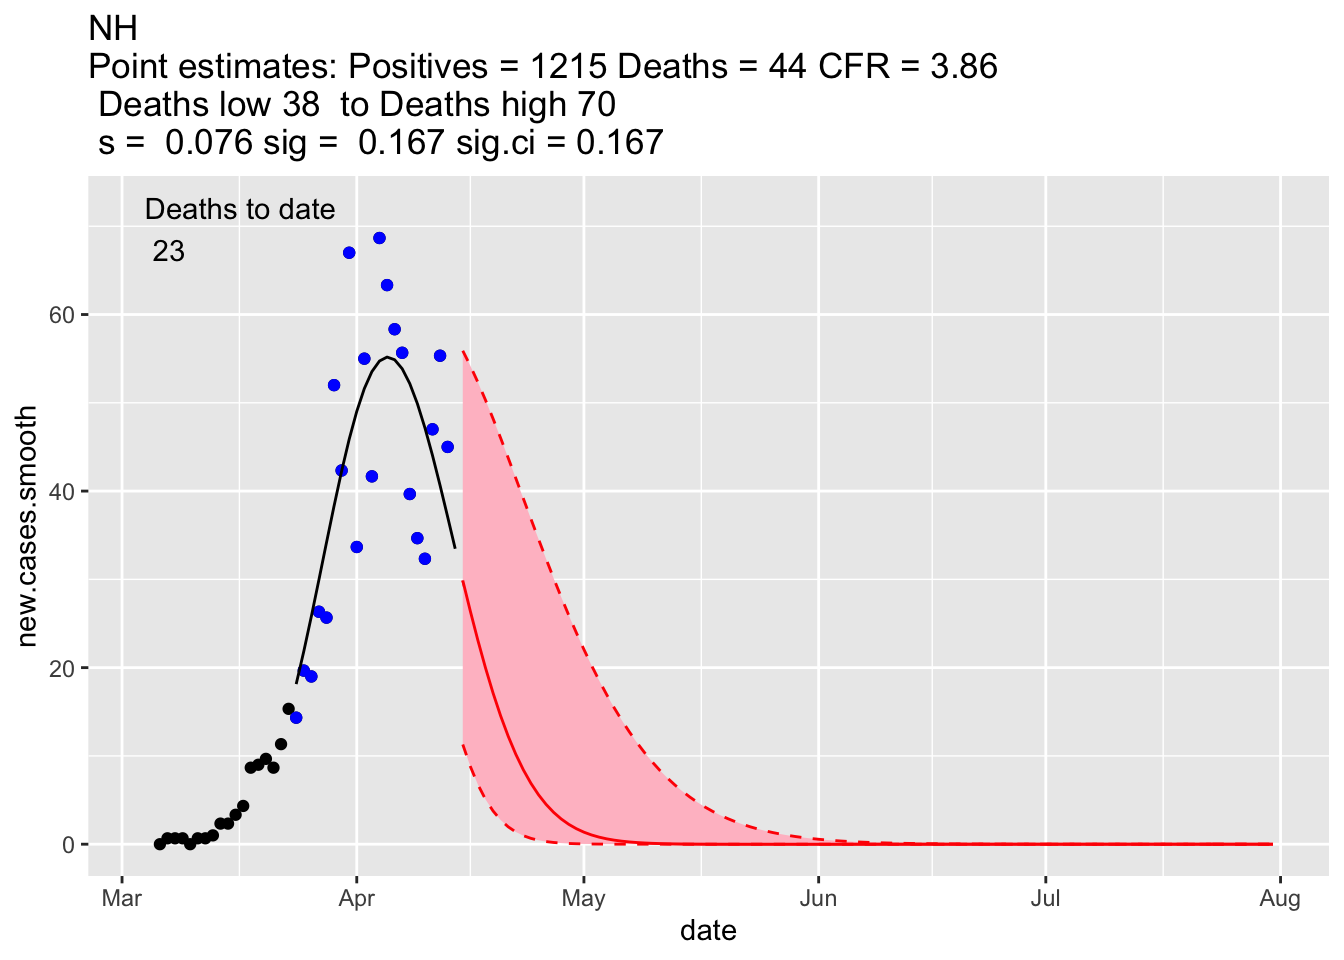 NH
Point estimates: Positives = 1215 Deaths = 44 CFR = 3.86
Deaths low 38  to Deaths high 70
s =  0.076 sig =  0.167 sig.ci = 0.167
Deaths to date
23
60
40
20
0
new.cases.smooth
Mar Apr May Jun Jul Aug
date